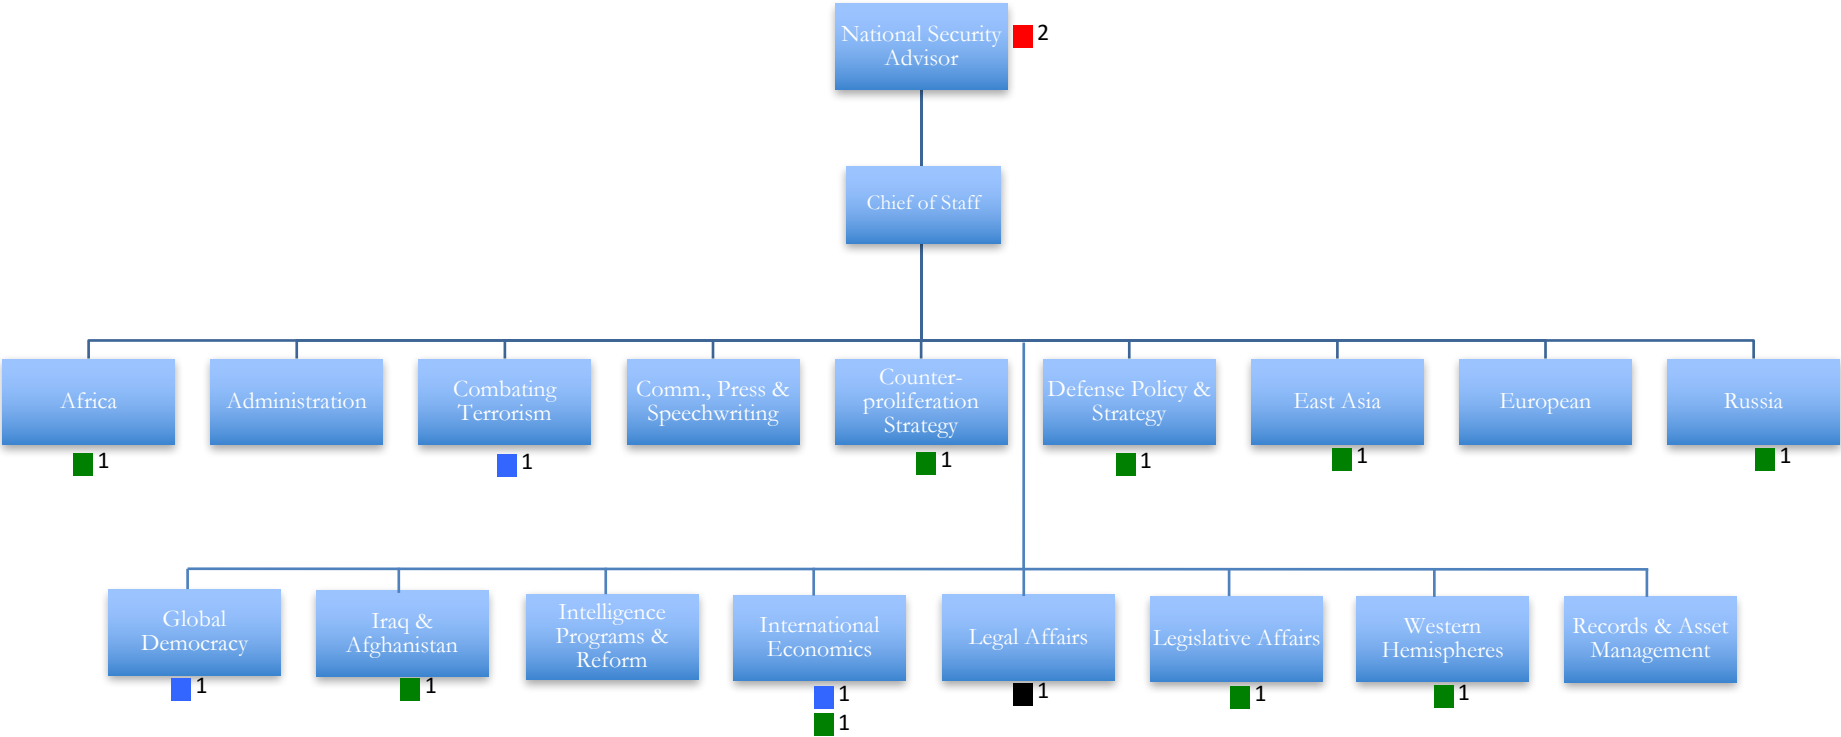 National Security
Advisor
2
Chief of Staff
Africa
Administration
Combating
Terrorism
Comm., Press &
Speechwriting
Counter-
proliferation
Strategy
Defense Policy &
Strategy
East Asia
European
Russia
1
1
1
1
1
1
Global
Democracy
Iraq &
Afghanistan
Intelligence
Programs &
Reform
International
Economics
Legal Affairs
Legislative Affairs
Western
Hemispheres
Records & Asset
Management
1
1
1
1
1
1
1